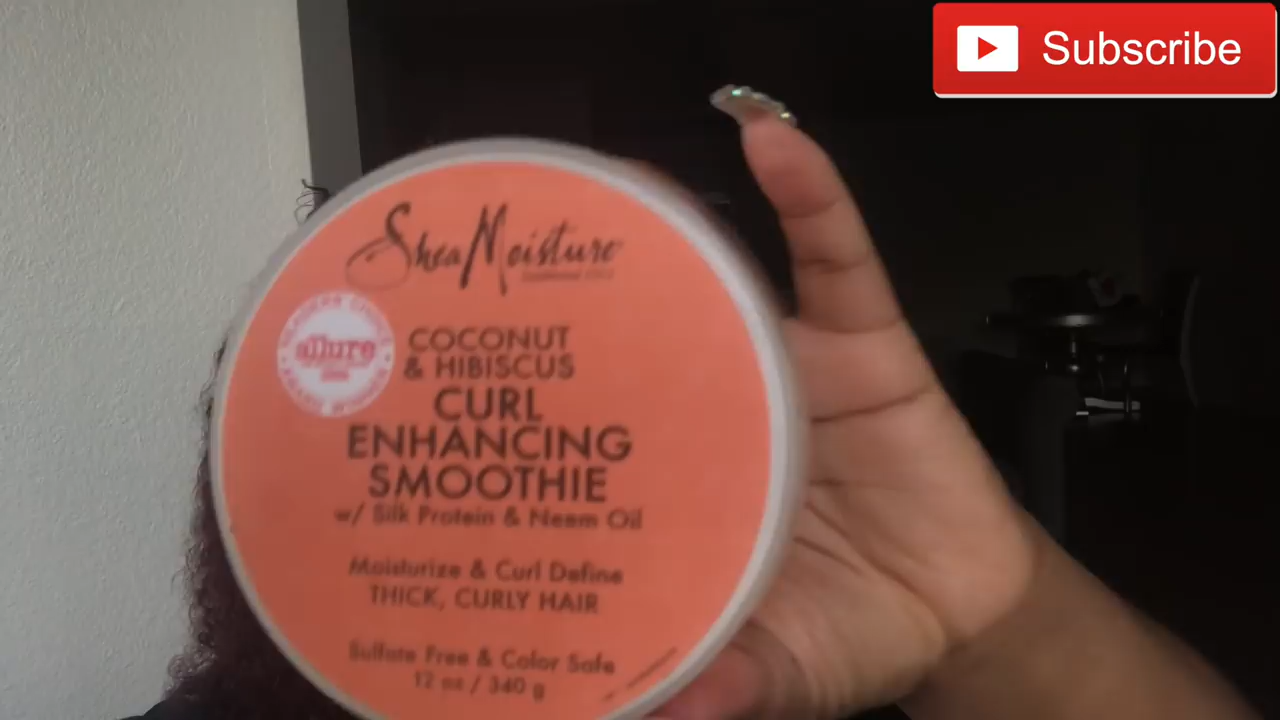 Subscribe
SheaMoisture
allure
COCONUT
& HIBISCUS
CURL
ENHANCING
SMOOTHIE
w/ Silk Protein & Neem Oil
Moisturize & Curl Define
THICK, CURLY HAIR
Sulfate Free & Color Safe
12 oz / 340 g